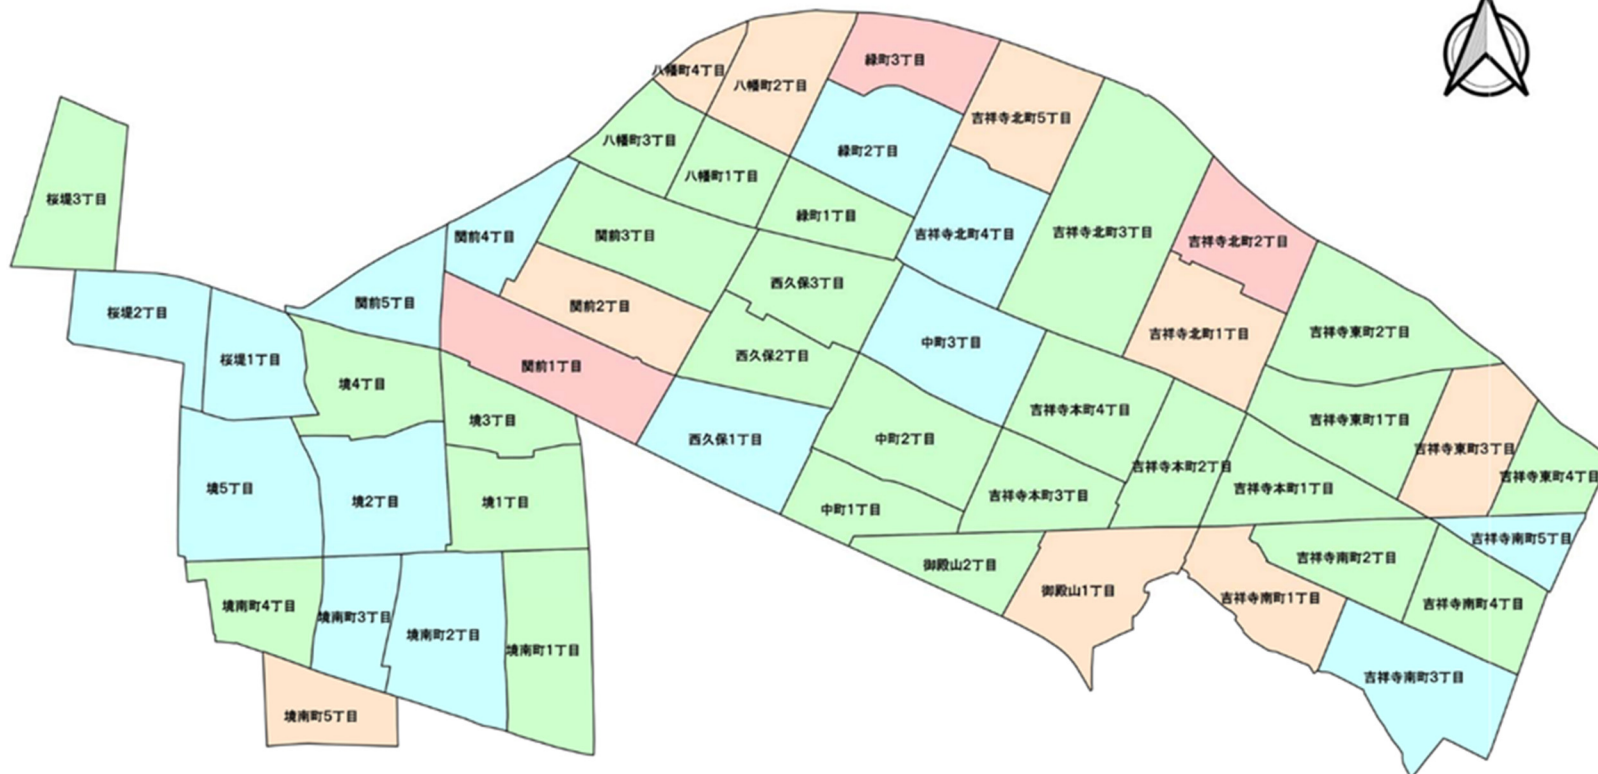 緑町3丁目
八幡町4丁目
八幡町2丁目
吉祥寺北町5丁目
八幡町3丁目
緑町2丁目
八幡町1丁目
桜堤3丁目
緑町1丁目
関前4丁目
関前3丁目
吉祥寺北町4丁目
吉祥寺北町3丁目
吉祥寺北町2丁目
西久保3丁目
関前5丁目
関前2丁目
桜堤2丁目
吉祥寺北町1丁目
吉祥寺東町2丁目
中町3丁目
桜堤1丁目
西久保2丁目
関前1丁目
境4丁目
吉祥寺本町4丁目
境3丁目
吉祥寺東町1丁目
西久保1丁目
中町2丁目
吉祥寺東町3丁目
吉祥寺本町2丁目
吉祥寺東町4丁目
境5丁目
吉祥寺本町1丁目
吉祥寺本町3丁目
境2丁目
境1丁目
中町1丁目
吉祥寺南町5丁目
吉祥寺南町2丁目
御殿山2丁目
御殿山1丁目
吉祥寺南町1丁目
境南町4丁目
吉祥寺南町4丁目
境南町3丁目
境南町2丁目
境南町1丁目
吉祥寺南町3丁目
境南町5丁目